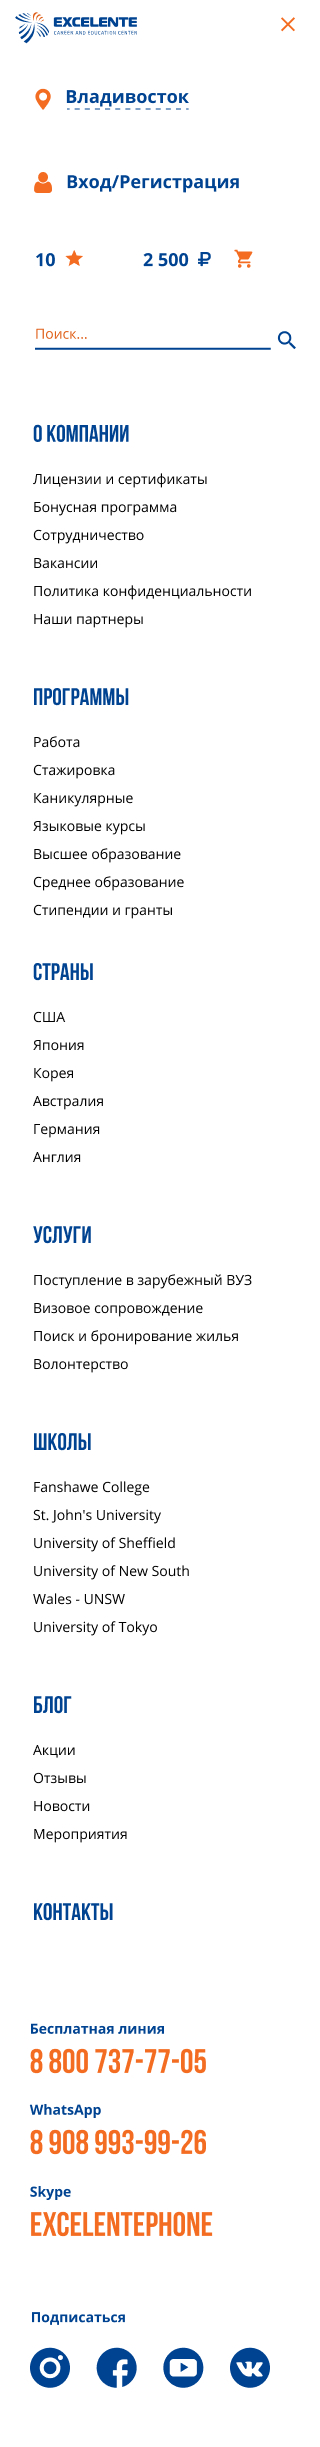 EXCELENTE
CAREER AND EDUCATION CENTER
Владивосток
Вход/Регистрация
10 2 500 ₽
Поиск...
О КОМПАНИИ
Лицензии и сертификаты
Бонусная программа
Сотрудничество
Вакансии
Политика конфиденциальности
Наши партнеры
ПРОГРАММЫ
Работа
Стажировка
Каникулярные
Языковые курсы
Высшее образование
Среднее образование
Стипендии и гранты
СТРАНЫ
США
Япония
Корея
Австралия
Германия
Англия
УСЛУГИ
Поступление в зарубежный ВУЗ
Визовое сопровождение
Поиск и бронирование жилья
Волонтерство
ШКОЛЫ
Fanshawe College
St. John's University
University of Sheffield
University of New South
Wales - UNSW
University of Tokyo
БЛОГ
Акции
Отзывы
Новости
Мероприятия
КОНТАКТЫ
Бесплатная линия
8 800 737-77-05
WhatsApp
8 908 993-99-26
Skype
EXCELENTEPHONE
Подписаться